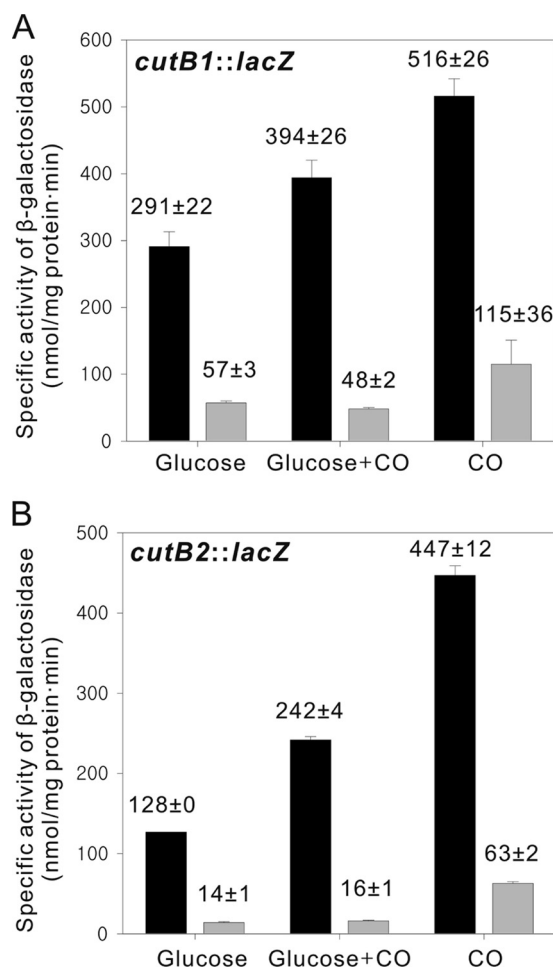 A
cutB1::lacZ
Specific activity of β-galactosidase
(nmol/mg protein·min)
600
500
400
300
200
100
0
291±22
57±3
394±26
48±2
516±26
115±36
Glucose
Glucose+CO
CO
B
cutB2::lacZ
Specific activity of β-galactosidase
(nmol/mg protein·min)
500
400
300
200
100
0
128±0
14±1
242±4
16±1
447±12
63±2
Glucose
Glucose+CO
CO